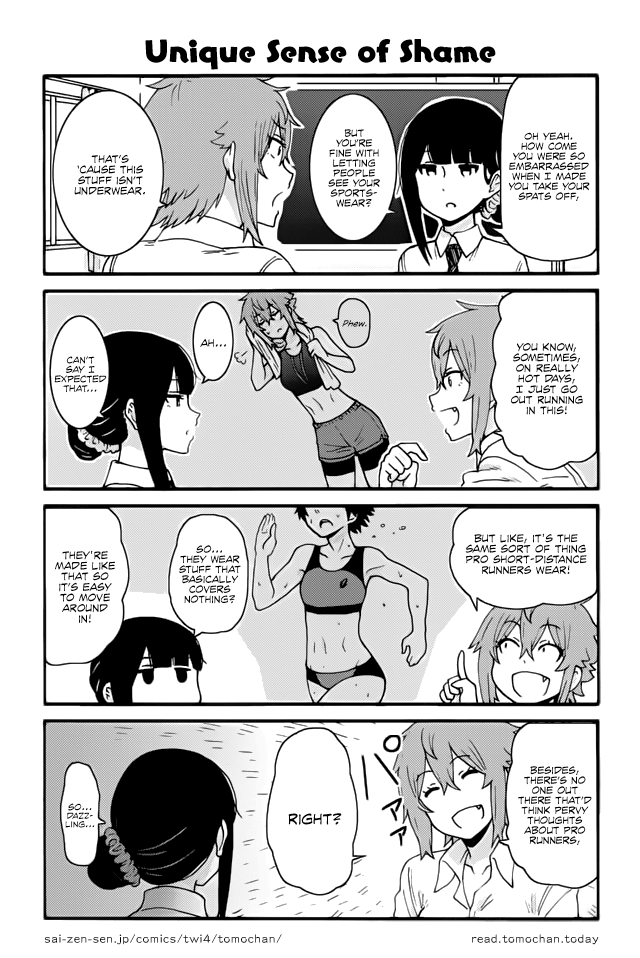 Unique Sense of Shame
OH YEAH.
HOW COME
YOU WERE SO
EMBARRASSED
WHEN I MADE
YOU TAKE YOUR
SPATS OFF,
BUT
YOU'RE
FINE WITH
LETTING
PEOPLE
SEE YOUR
SPORTS-
WEAR?
THAT'S
'CAUSE THIS
STUFF ISN'T
UNDERWEAR.
YOU KNOW,
SOMETIMES,
ON REALLY
HOT DAYS,
I JUST GO
OUT RUNNING
IN THIS!
Phew.
AH...
CAN'T
SAY I
EXPECTED
THAT...
BUT LIKE, IT'S THE
SAME SORT OF THING
PRO SHORT-DISTANCE
RUNNERS WEAR!
SO...
THEY WEAR
STUFF THAT
BASICALLY
COVERS
NOTHING?
THEY'RE
MADE LIKE
THAT SO
IT'S EASY
TO MOVE
AROUND
IN!
BESIDES,
THERE'S NO
ONE OUT
THERE THAT'D
THINK PERVY
THOUGHTS
ABOUT PRO
RUNNERS,
パァァ
RIGHT?
SO...
DAZZ-
LING...
sai-zen-sen.jp/comics/twi4/tomochan/
read.tomochan.today